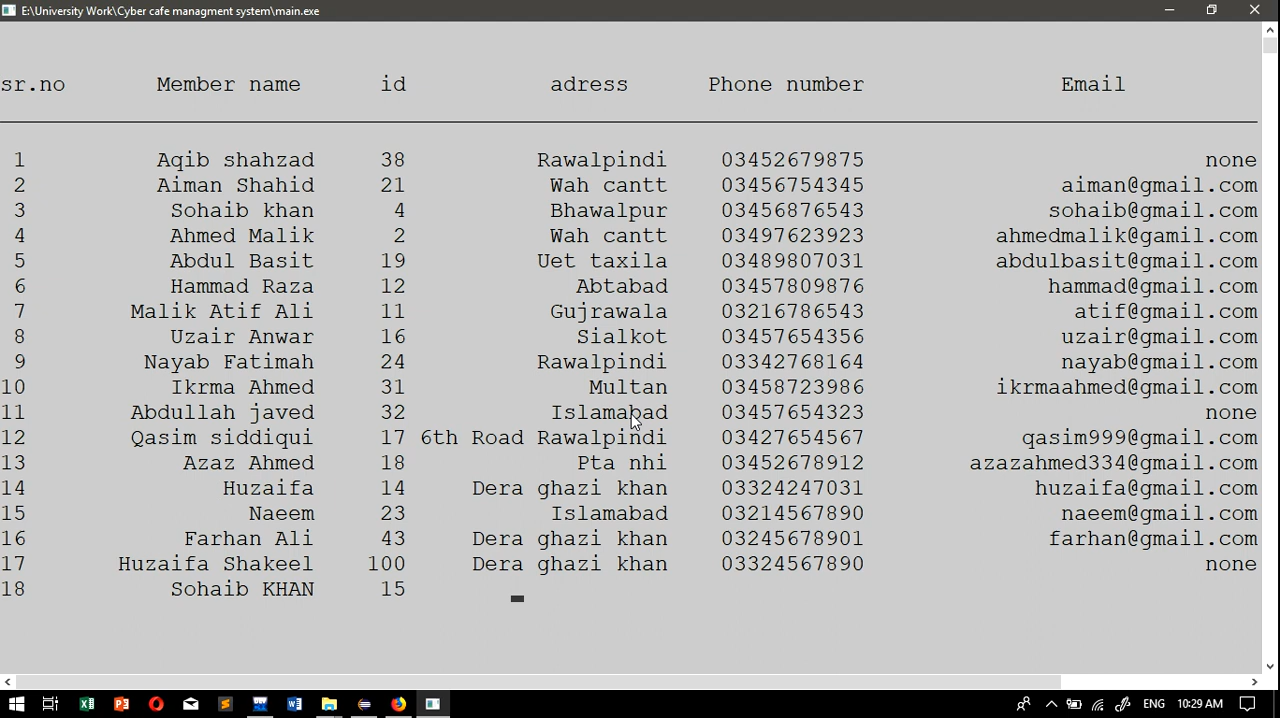 E:\University Work\Cyber cafe managment system\main.exe
sr.no Member name id adress Phone number Email
1 Aqib shahzad 38 Rawalpindi 03452679875 none
2 Aiman Shahid 21 Wah cantt 03456754345 aiman@gmail.com
3 Sohaib khan 4 Bhawalpur 03456876543 sohaib@gmail.com
4 Ahmed Malik 2 Wah cantt 03497623923 ahmedmalik@gamil.com
5 Abdul Basit 19 Uet taxila 03489807031 abdulbasit@gmail.com
6 Hammad Raza 12 Abtabad 03457809876 hammad@gmail.com
7 Malik Atif Ali 11 Gujrawala 03216786543 atif@gmail.com
8 Uzair Anwar 16 Sialkot 03457654356 uzair@gmail.com
9 Nayab Fatimah 24 Rawalpindi 03342768164 nayab@gmail.com
10 Ikrma Ahmed 31 Multan 03458723986 ikrmaahmed@gmail.com
11 Abdullah javed 32 Islamabad 03457654323 none
12 Qasim siddiqui 17 6th Road Rawalpindi 03427654567 qasim999@gmail.com
13 Azaz Ahmed 18 Pta nhi 03452678912 azazahmed334@gmail.com
14 Huzaifa 14 Dera ghazi khan 03324247031 huzaifa@gmail.com
15 Naeem 23 Islamabad 03214567890 naeem@gmail.com
16 Farhan Ali 43 Dera ghazi khan 03245678901 farhan@gmail.com
17 Huzaifa Shakeel 100 Dera ghazi khan 03324567890 none
18 Sohaib KHAN 15
ENG 10:29 AM